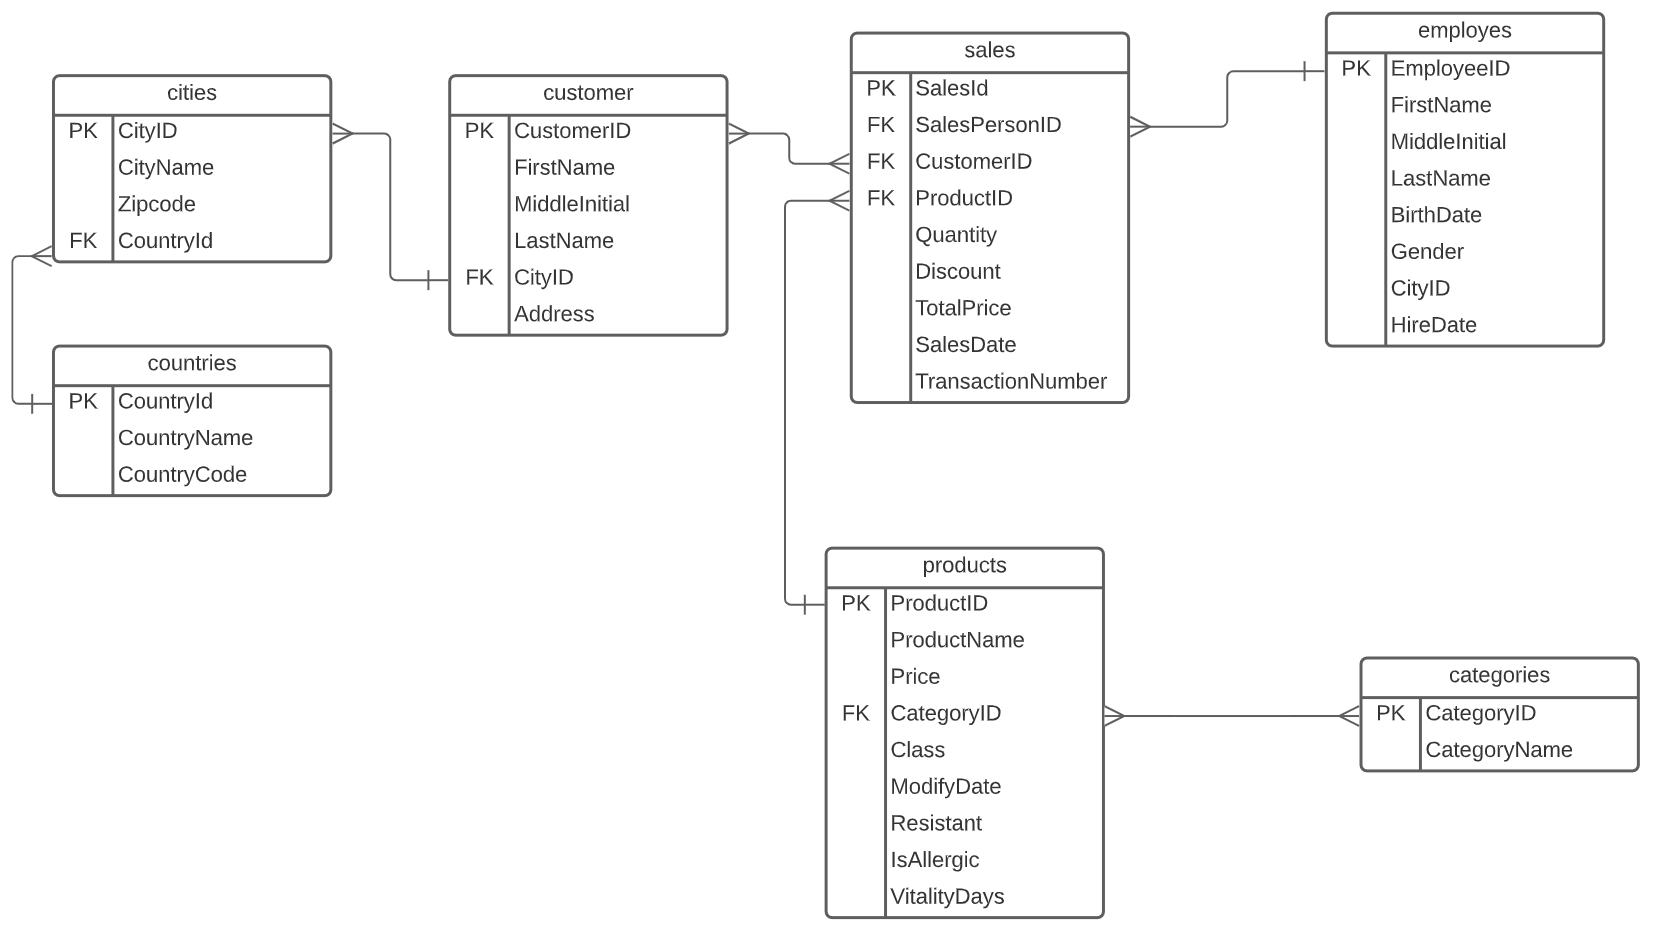 cities
PK CityID
CityName
Zipcode
FK CountryId
countries
PK CountryId
CountryName
CountryCode
customer
PK CustomerID
FirstName
MiddleInitial
LastName
FK CityID
Address
sales
PK SalesId
FK SalesPersonID
FK CustomerID
FK ProductID
Quantity
Discount
TotalPrice
SalesDate
TransactionNumber
employes
PK EmployeeID
FirstName
MiddleInitial
LastName
BirthDate
Gender
CityID
HireDate
products
PK ProductID
ProductName
Price
FK CategoryID
Class
ModifyDate
Resistant
IsAllergic
VitalityDays
categories
PK CategoryID
CategoryName